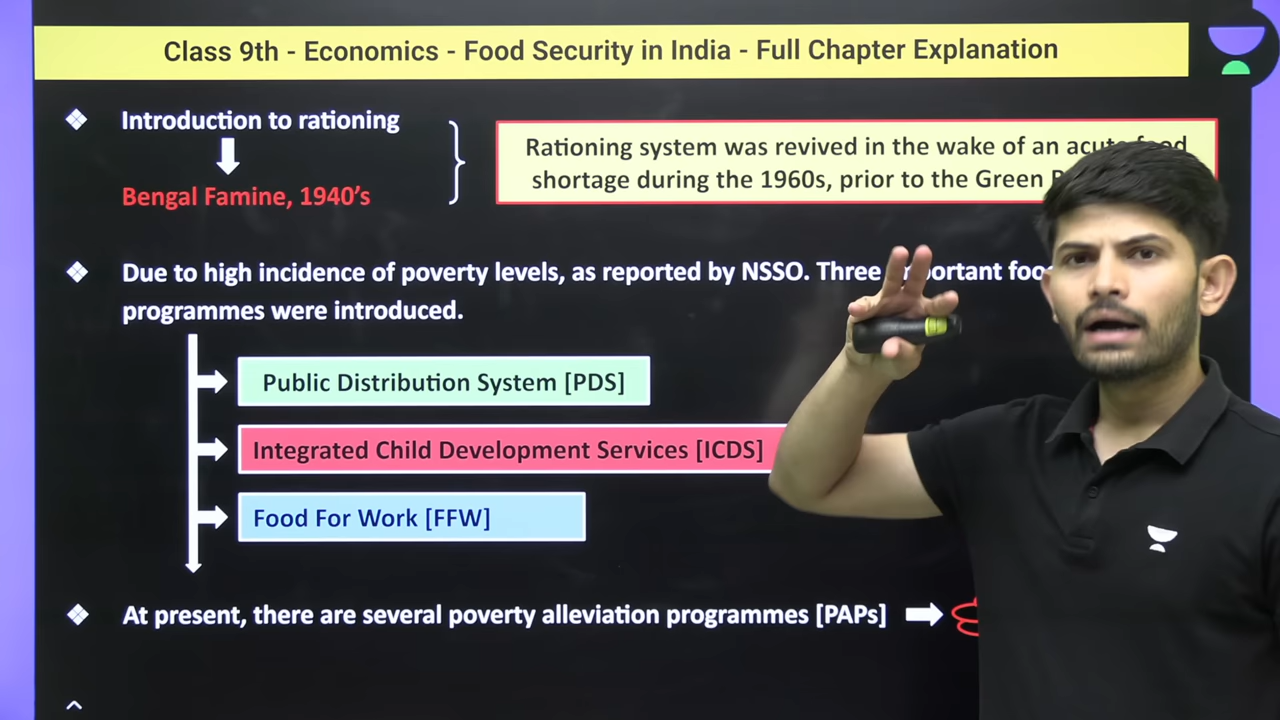 Class 9th - Economics - Food Security in India - Full Chapter Explanation
Introduction to rationing
Bengal Famine, 1940’s
Rationing system was revived in the wake of an acute food
shortage during the 1960s, prior to the Green
Due to high incidence of poverty levels, as reported by NSSO. Three important
programmes were introduced.
Public Distribution System [PDS]
Integrated Child Development Services [ICDS]
Food For Work [FFW]
At present, there are several poverty alleviation programmes [PAPs]